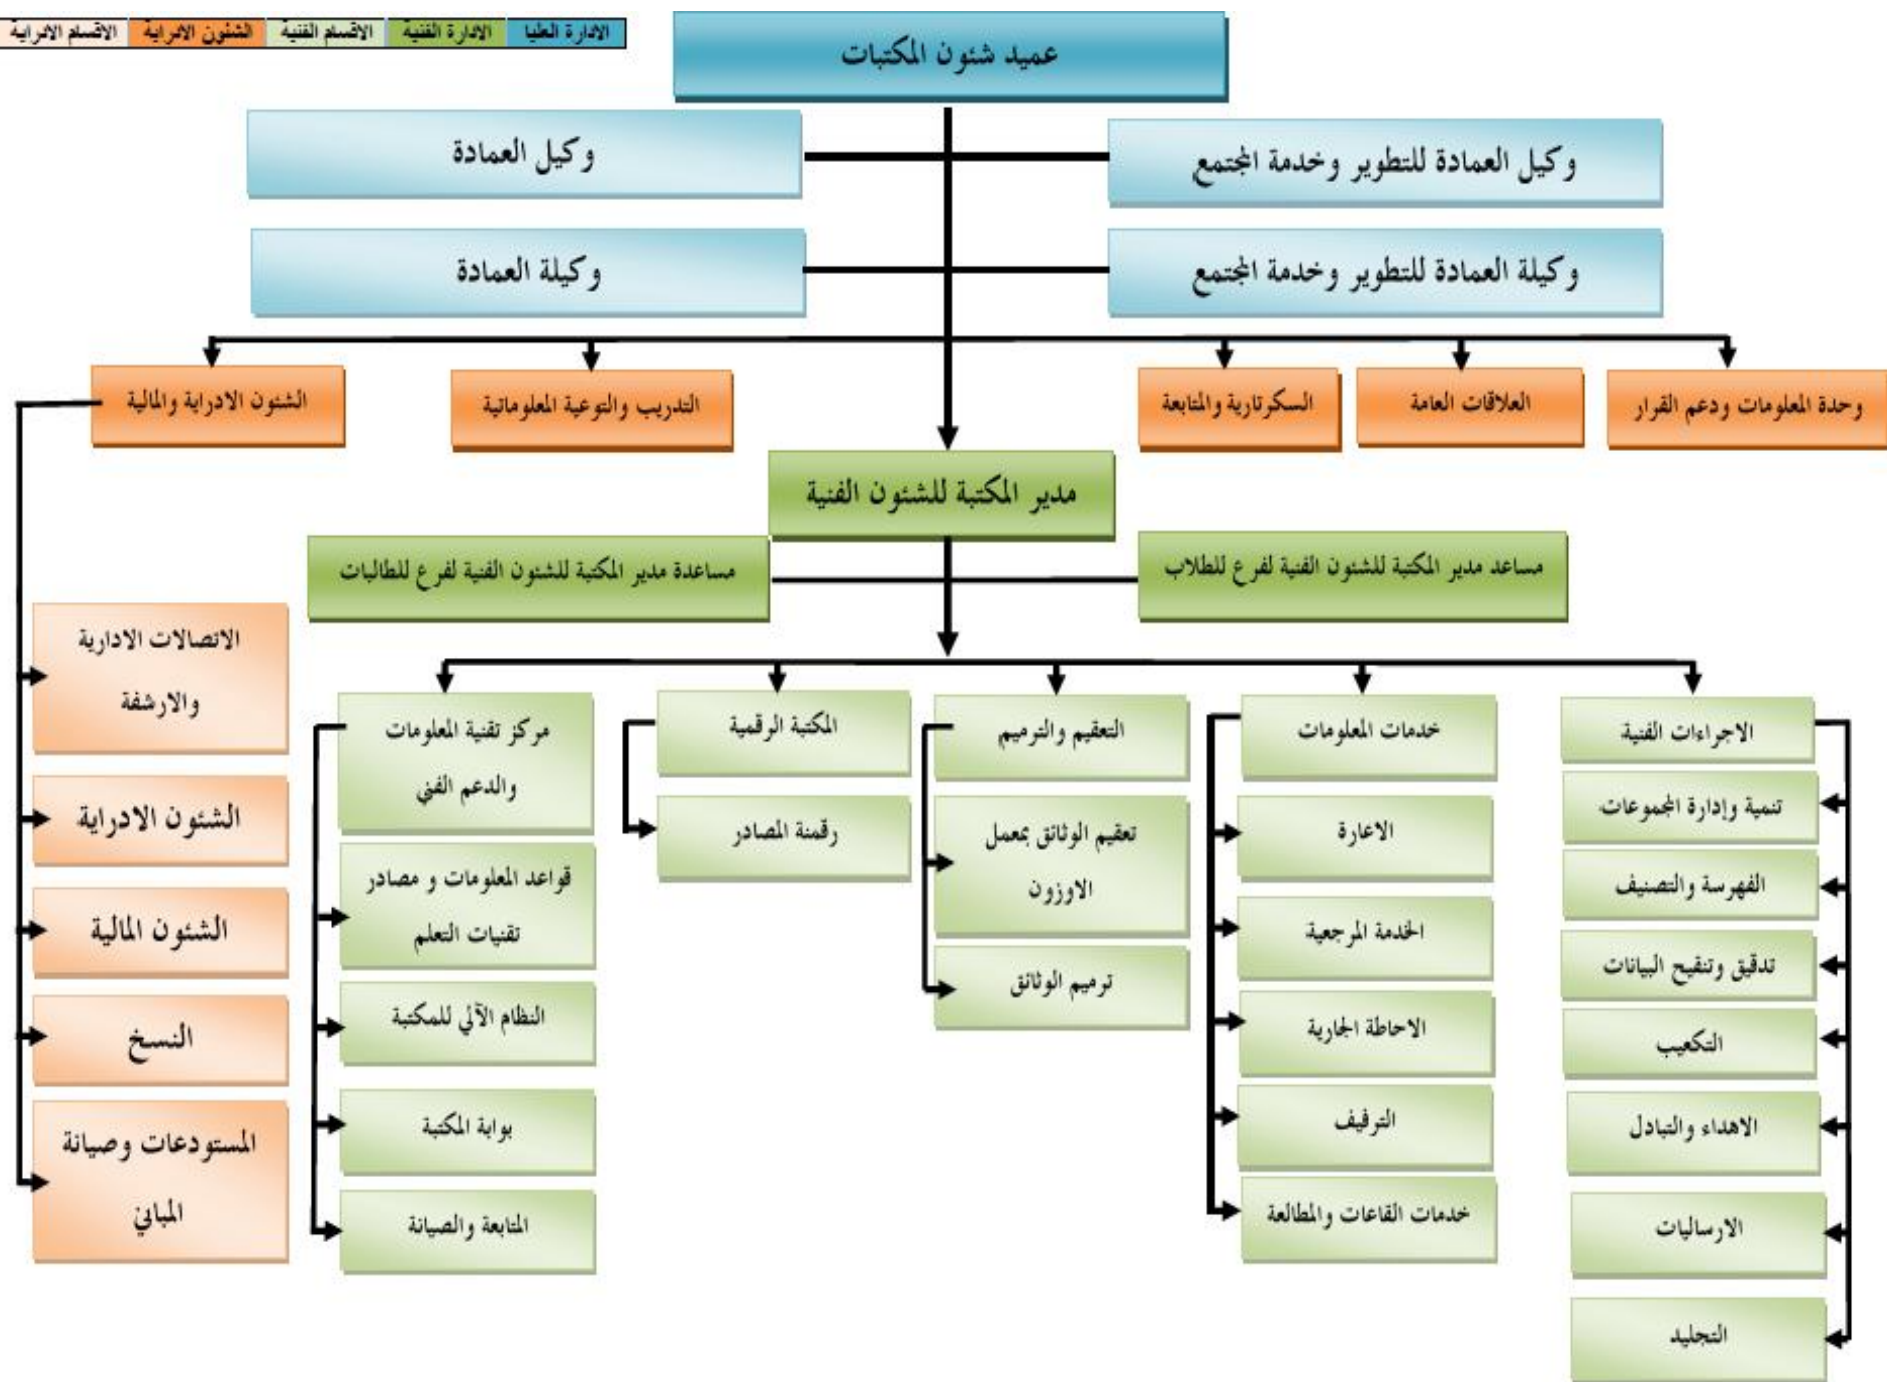 الادارة العليا
الادارة الفنية
الاقسام الفنية
الشئون الادراية
الاقسام الادراية
عميد شئون المكتبات
وكيل العمادة للتطوير وخدمة المجتمع
وكيل العمادة
وكيلة العمادة للتطوير وخدمة المجتمع
وكيلة العمادة
وحدة المعلومات ودعم القرار
العلاقات العامة
السكرتارية والمتابعة
التدريب والتوعية المعلوماتية
الشئون الادراية والمالية
مدير المكتبة للشئون الفنية
مساعد مدير المكتبة للشئون الفنية لفرع للطلاب
مساعدة مدير المكتبة للشئون الفنية لفرع للطالبات
الاجراءات الفنية
تنمية وإدارة المجموعات
الفهرسة والتصنيف
تدقيق وتنقيح البيانات
التكعيب
الاهداء والتبادل
الارساليات
التجليد
خدمات المعلومات
الاعارة
الخدمة المرجعية
الاحاطة الجارية
الترفيف
خدمات القاعات والمطالعة
التعقيم والترميم
تعقيم الوثائق بمعمل
الاوزون
ترميم الوثائق
المكتبة الرقمية
رقمنة المصادر
مركز تقنية المعلومات
والدعم الفني
قواعد المعلومات و مصادر
تقنيات التعلم
النظام الآلي للمكتبة
بوابة المكتبة
المتابعة والصيانة
الاتصالات الادارية
والارشفة
الشئون الادراية
الشئون المالية
النسخ
المستودعات وصيانة
المباني